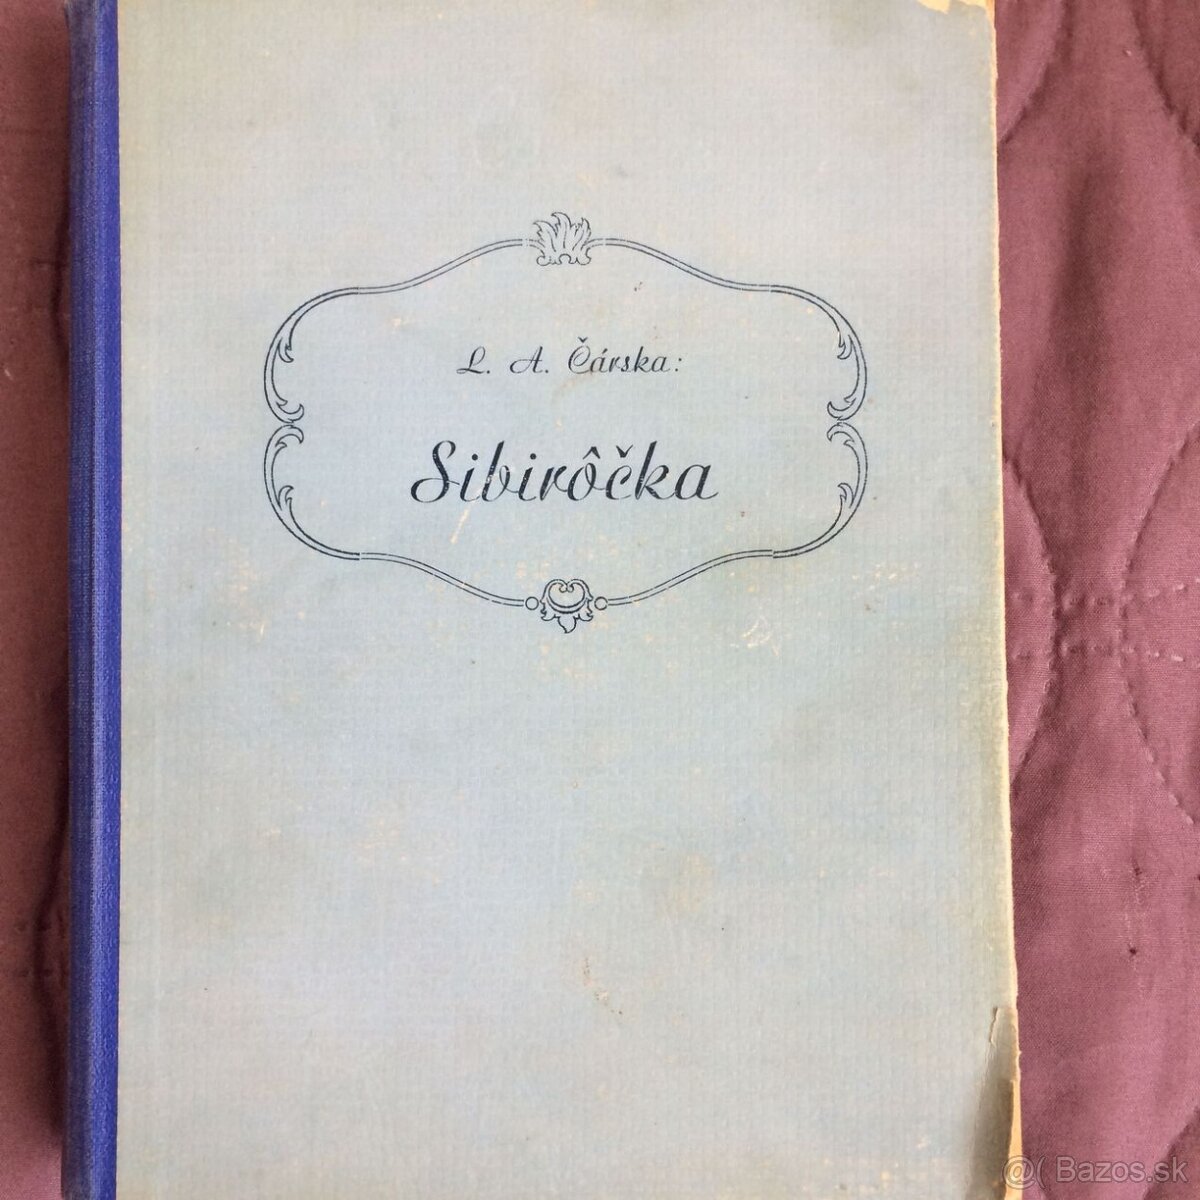 L. A. Čárska:
Sibirôčka
@( Bazos.sk